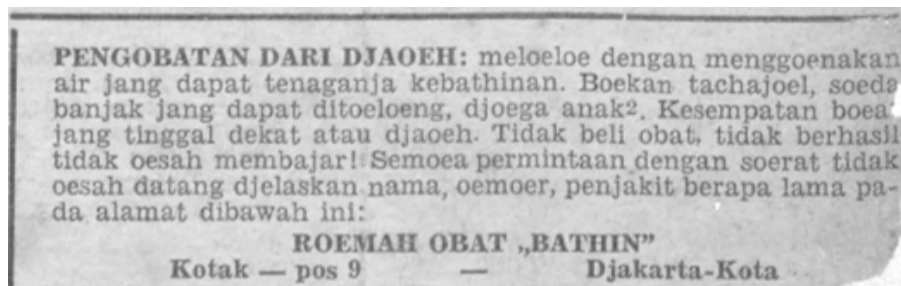 PENGOBATAN DARI DJAOEH: meloeloe dengan menggoenakan
air jang dapat tenaganja kebathinan. Boekan tachajoel, soeda
banjak jang dapat ditoeloeng, djoega anak2. Kesempatan boea
jang tinggal dekat atau djaoeh. Tidak beli obat, tidak berhasil
tidak oesah membajar! Semoea permintaan dengan soerat tidak
oesah datang djelaskan nama, oemoer, penjakit berapa lama pa-
da alamat dibawah ini:
ROEMAH OBAT „BATHIN”
Kotak — pos 9 — Djakarta-Kota